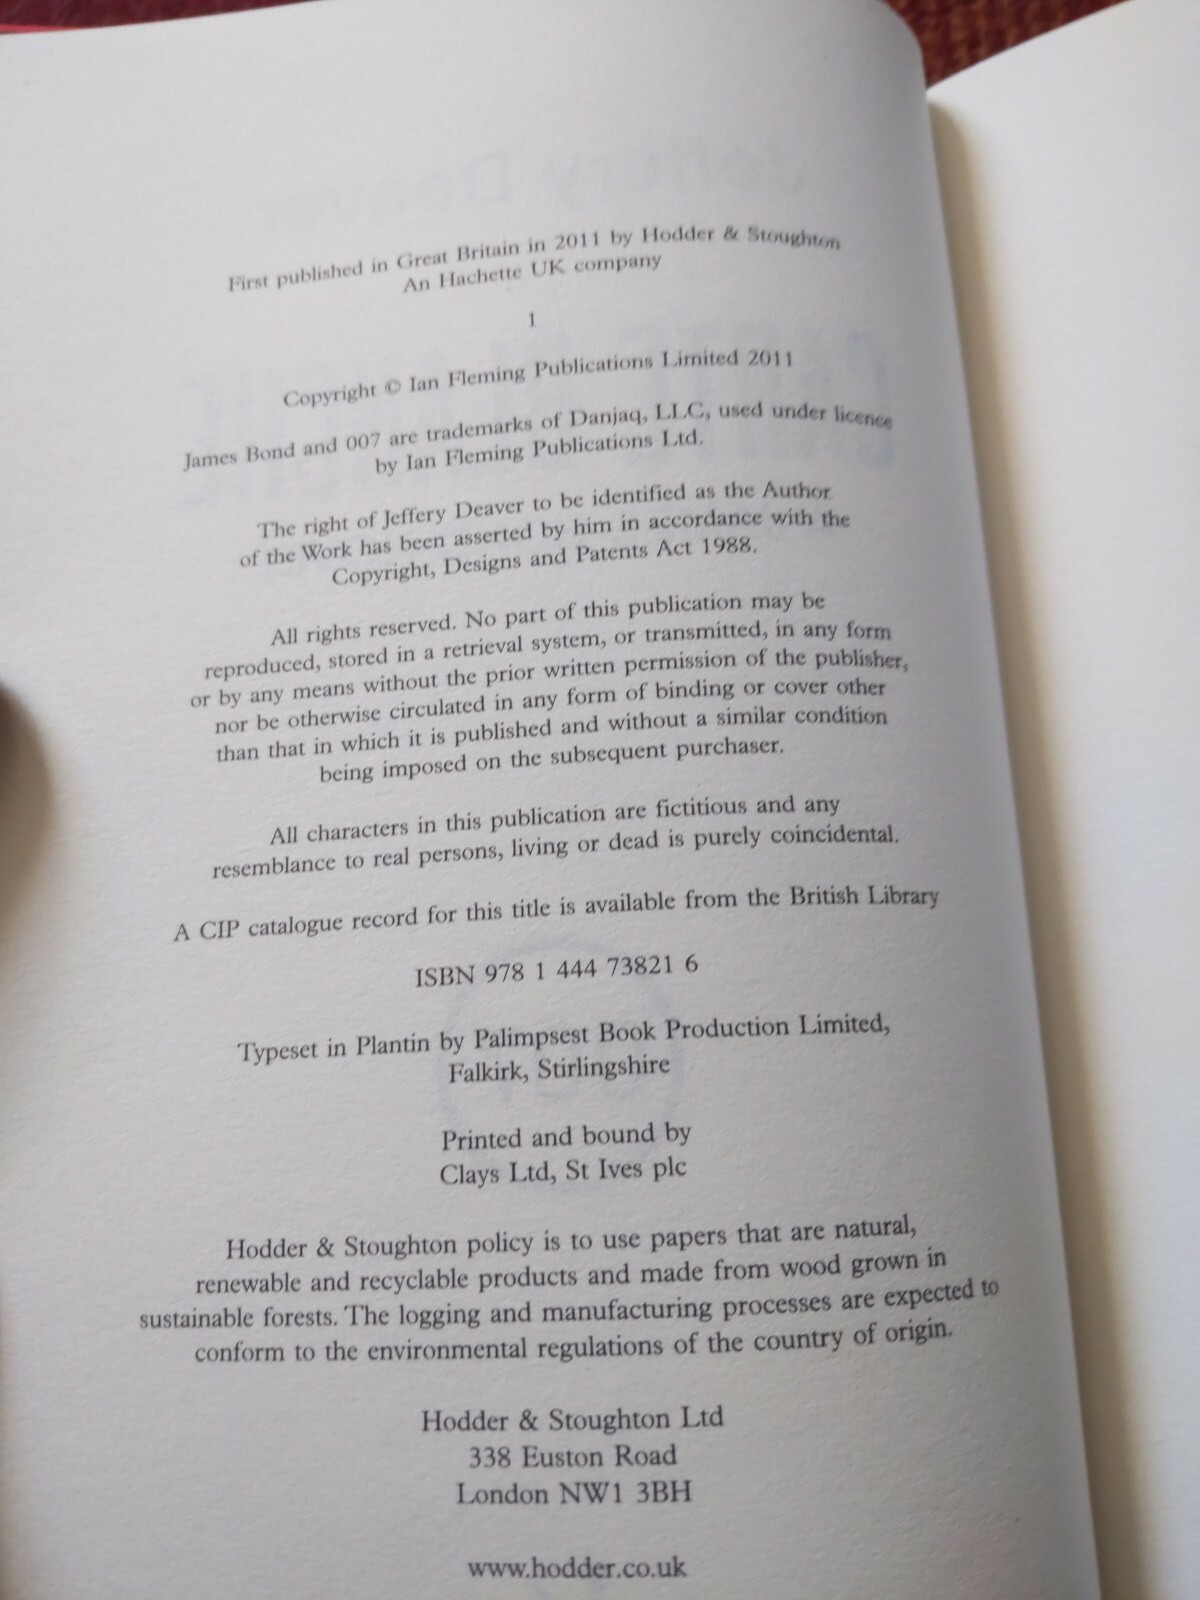 First published in Great Britain in 2011 by Hodder & Stoughton
An Hachette UK company
1
Copyright © Ian Fleming Publications Limited 2011
James Bond and 007 are trademarks of Danjaq, LLC, used under licence
by Ian Fleming Publications Ltd.
The right of Jeffery Deaver to be identified as the Author
of the Work has been asserted by him in accordance with the
Copyright, Designs and Patents Act 1988.
All rights reserved. No part of this publication may be
reproduced, stored in a retrieval system, or transmitted, in any form
or by any means without the prior written permission of the publisher,
nor be otherwise circulated in any form of binding or cover other
than that in which it is published and without a similar condition
being imposed on the subsequent purchaser.
All characters in this publication are fictitious and any
resemblance to real persons, living or dead is purely coincidental.
A CIP catalogue record for this title is available from the British Library
ISBN 978 1 444 73821 6
Typeset in Plantin by Palimpsest Book Production Limited,
Falkirk, Stirlingshire
Printed and bound by
Clays Ltd, St Ives plc
Hodder & Stoughton policy is to use papers that are natural,
renewable and recyclable products and made from wood grown in
sustainable forests. The logging and manufacturing processes are expected to
conform to the environmental regulations of the country of origin.
Hodder & Stoughton Ltd
338 Euston Road
London NW1 3BH
www.hodder.co.uk